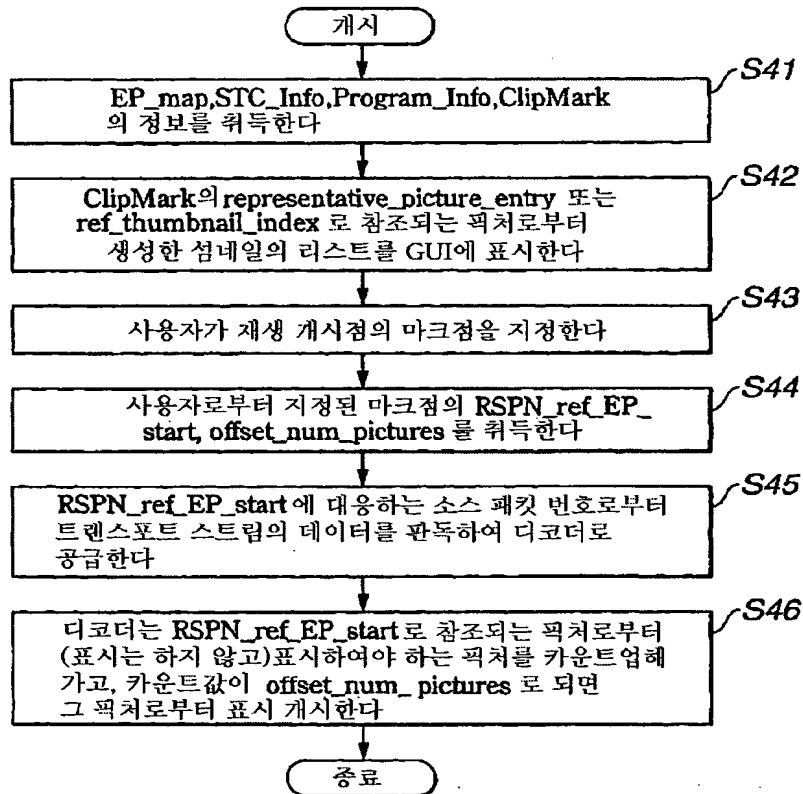 개시
S41
EP_map,STC_Info,Program_Info,ClipMark
의 정보를 취득한다
S42
ClipMark의 representative_picture_entry 또는
ref_thumbnail_index 로 참조되는 픽처로부터
생성한 섬네일의 리스트를 GUI에 표시한다
S43
사용자가 재생 개시점의 마크점을 지정한다
S44
사용자로부터 지정된 마크점의 RSPN_ref_EP_
start, offset_num_pictures 를 취득한다
S45
RSPN_ref_EP_start 에 대응하는 소스 패킷 번호로부터
트랜스포트 스트림의 데이터를 판독하여 디코더로
공급한다
S46
디코더는 RSPN_ref_EP_start 로 참조되는 픽처로부터
(표시는 하지 않고)표시하여야 하는 픽처를 카운트업해
가고, 카운트값이 offset_num_ pictures 로 되면
그 픽처로부터 표시 개시한다
종료